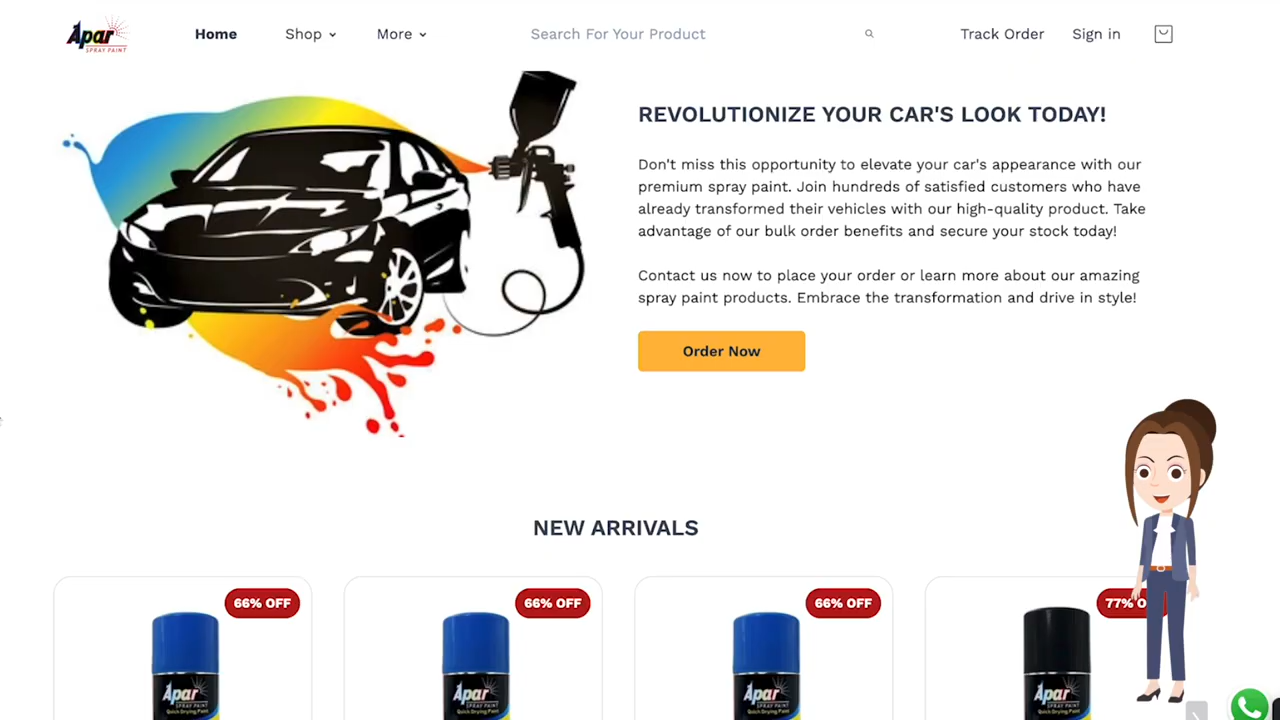 Apar
SPRAY PAINT
Home
Shop
More
Search For Your Product
Track Order
Sign in
REVOLUTIONIZE YOUR CAR'S LOOK TODAY!
Don't miss this opportunity to elevate your car's appearance with our
premium spray paint. Join hundreds of satisfied customers who have
already transformed their vehicles with our high-quality product. Take
advantage of our bulk order benefits and secure your stock today!
Contact us now to place your order or learn more about our amazing
spray paint products. Embrace the transformation and drive in style!
Order Now
NEW ARRIVALS
66% OFF
66% OFF
66% OFF
77% O
Apar
SPRAY PAINT
Quick Drying Paint
Apar
SPRAY PAINT
Quick Drying Paint
Apar
SPRAY PAINT
Quick Drying Paint
Apar
SPRAY PAINT
Quick Drying Paint